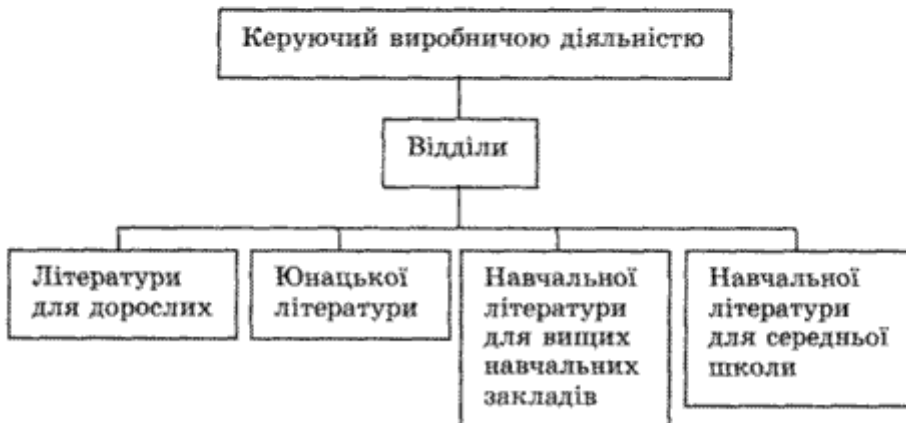 Керуючий виробничою діяльністю
Відділи
Літератури
для дорослих
Юнацької
літератури
Навчальної
літератури
для вищих
навчальних
закладів
Навчальної
літератури
для середньої
школи